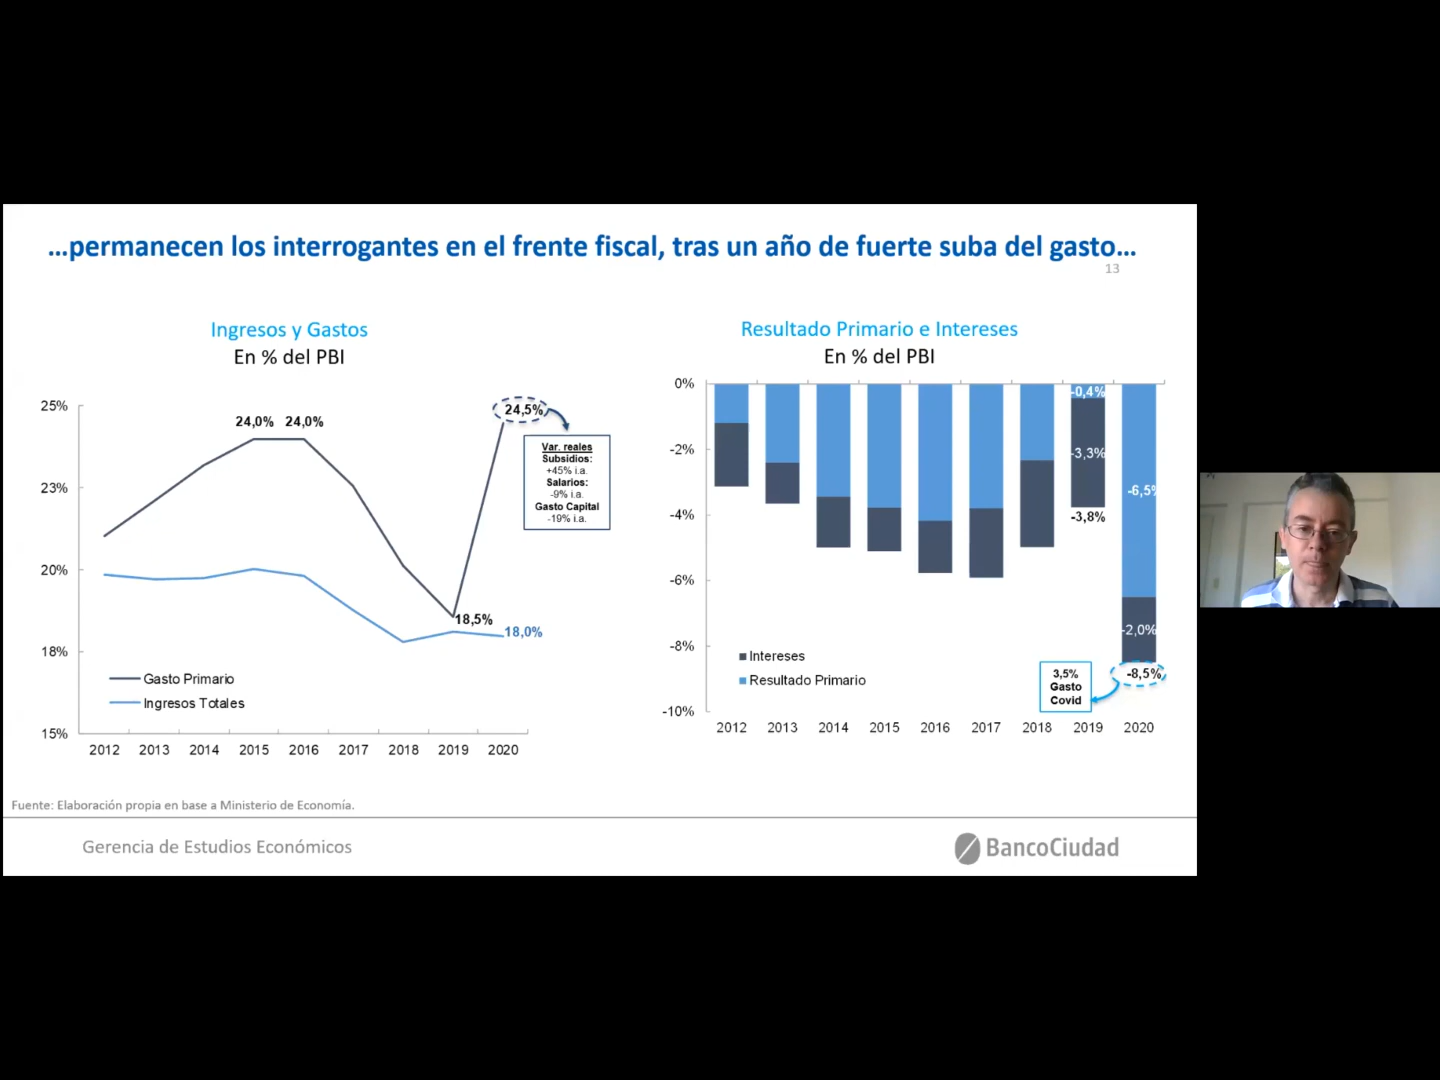 ...permanecen los interrogantes en el frente fiscal, tras un año de fuerte suba del gasto...
13
Ingresos y Gastos
En % del PBI
25%
23%
20%
18%
15%
24,0%
24,0%
24,5%
18,5%
18,0%
Var. reales
Subsidios:
+45% i.a.
Salarios:
-9% i.a.
Gasto Capital
-19% i.a.
Gasto Primario
Ingresos Totales
2012 2013 2014 2015 2016 2017 2018 2019 2020
Resultado Primario e Intereses
En % del PBI
0%
-2%
-4%
-6%
-8%
-10%
-0,4%
-3,3%
-3,8%
-6,5%
-2,0%
-8,5%
Intereses
Resultado Primario
3,5%
Gasto
Covid
2012 2013 2014 2015 2016 2017 2018 2019 2020
Fuente: Elaboración propia en base a Ministerio de Economía.
Gerencia de Estudios Económicos
BancoCiudad